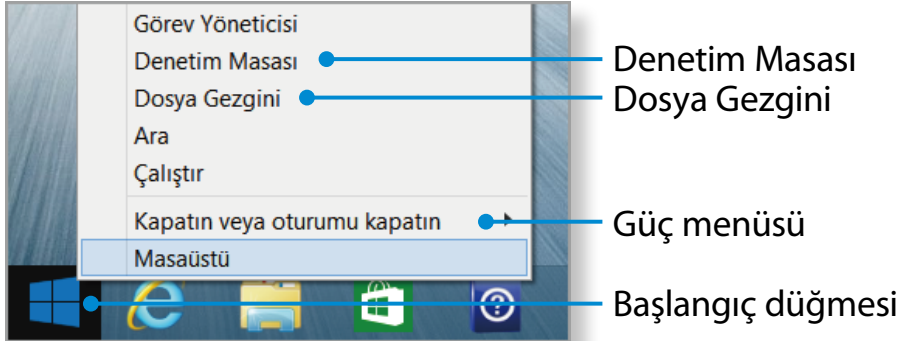 Görev Yöneticisi
Denetim Masası
Dosya Gezgini
Ara
Çalıştır
Kapatın veya oturumu kapatın
Masaüstü
Denetim Masası
Dosya Gezgini
Güç menüsü
Başlangıç düğmesi
?